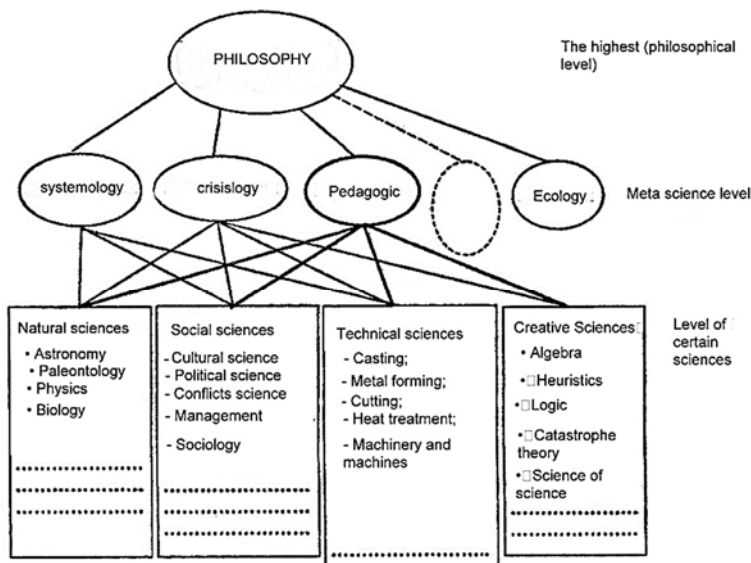 PHILOSOPHY
The highest (philosophical
level)
systemology
crisislogy
Pedagogic
Ecology
Meta science level
Natural sciences
• Astronomy
• Paleontology
• Physics
• Biology
Social sciences
- Cultural science
- Political science
- Conflicts science
- Management
- Sociology
Technical sciences
- Casting;
- Metal forming;
- Cutting;
- Heat treatment;
- Machinery and
machines
Creative Sciences
• Algebra
• Heuristics
• Logic
• Catastrophe
theory
• Science of
science
Level of
certain
sciences